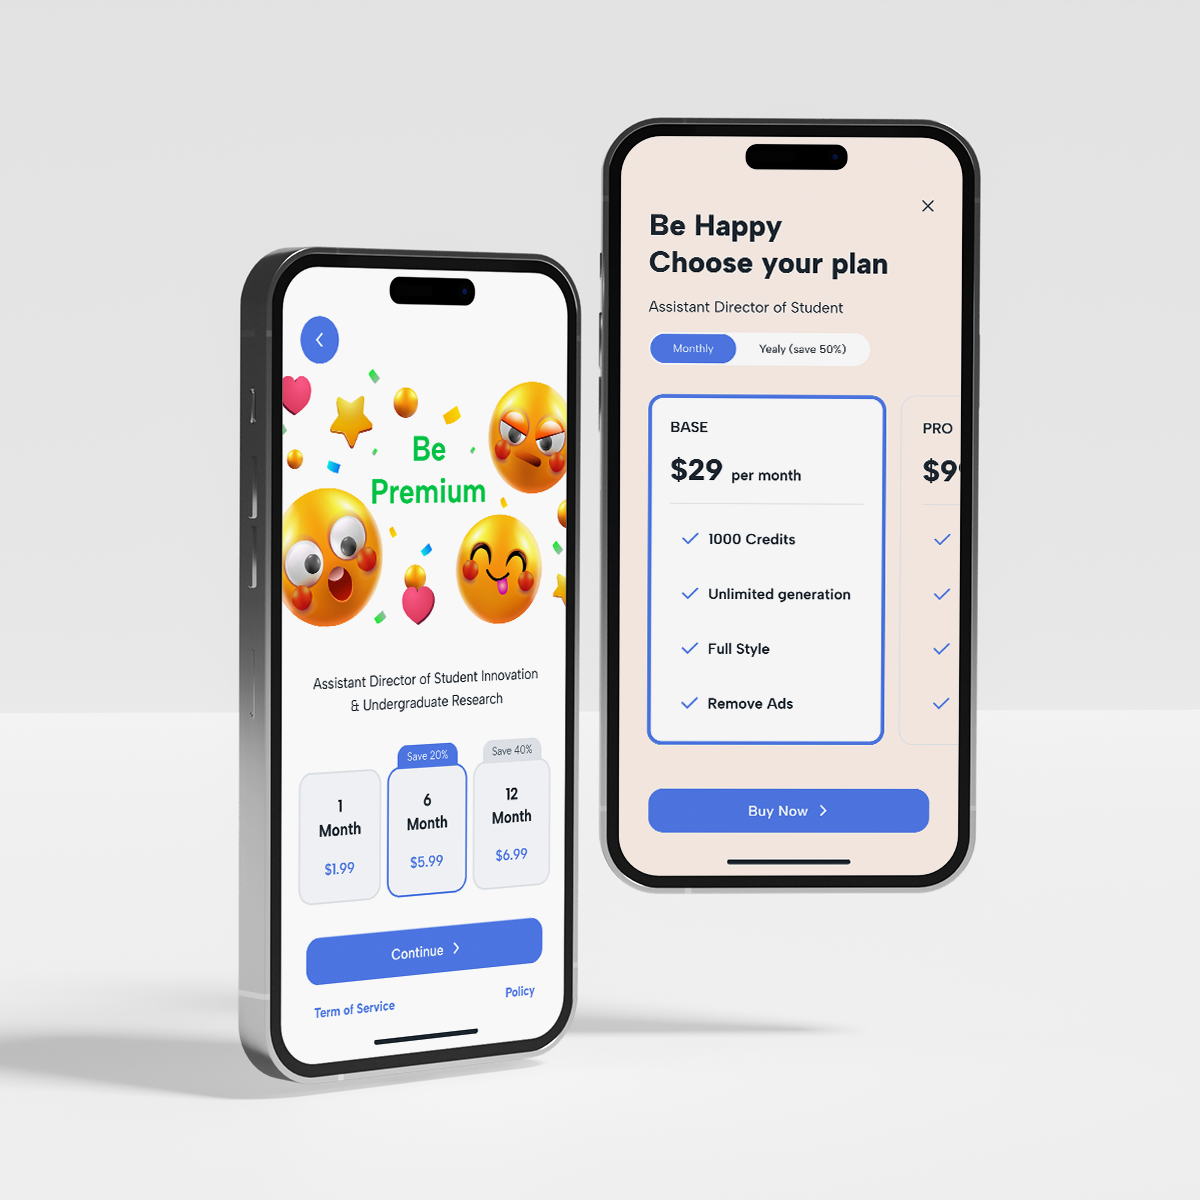 Be
Premium
Assistant Director of Student Innovation
& Undergraduate Research
Save 20%
Save 40%
1
Month
$1.99
6
Month
$5.99
12
Month
$6.99
Continue
Term of Service
Policy
Be Happy
Choose your plan
Assistant Director of Student
Monthly
Yealy (save 50%)
BASE
$29 per month
1000 Credits
Unlimited generation
Full Style
Remove Ads
PRO
Buy Now